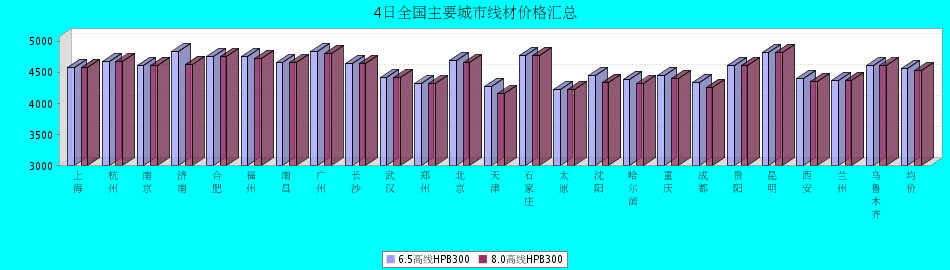 4日全国主要城市线材价格汇总
5000
4500
4000
3500
3000
上海 杭州 南京 济南 合肥 福州 南昌 广州 长沙 武汉 郑州 北京 天津 石家庄 太原 沈阳 哈尔滨 重庆 成都 贵阳 昆明 西安 兰州 乌鲁木齐 均价
6.5高线HPB300 8.0高线HPB300